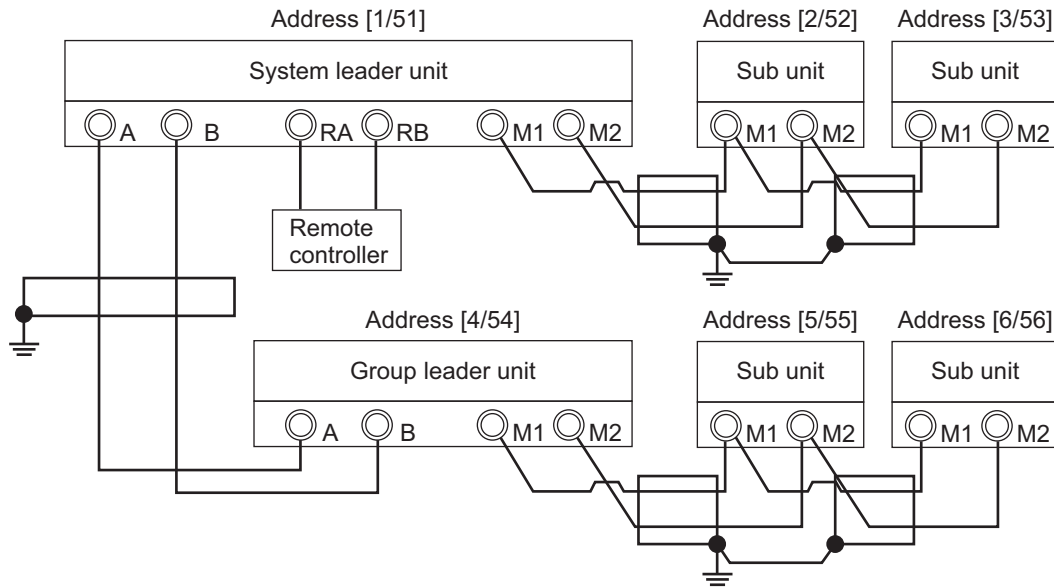 Address [1/51]
Address [2/52]
Address [3/53]
System leader unit
Sub unit
Sub unit
A
B
RA
RB
M1
M2
M1
M2
M1
M2
Remote
controller
Address [4/54]
Address [5/55]
Address [6/56]
Group leader unit
Sub unit
Sub unit
A
B
M1
M2
M1
M2
M1
M2